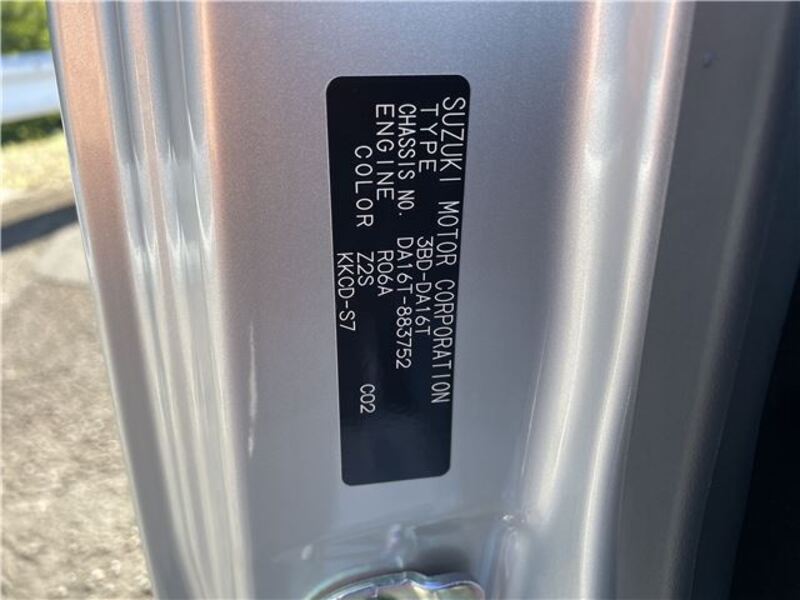 SUZUKI MOTOR CORPORATION
TYPE 3BD-DA16T
CHASSIS NO. DA16T-883752
ENGINE R06A
COLOR Z2S C02
KKCD-S7